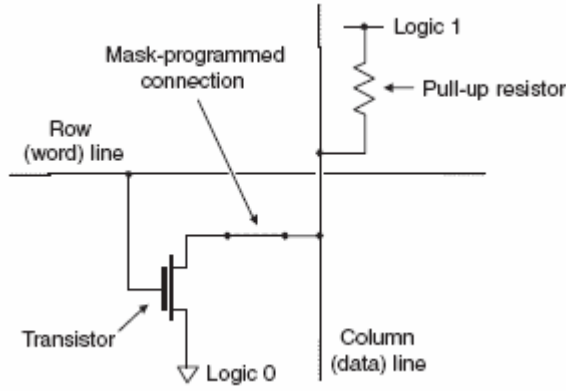 Logic 1
Mask-programmed
connection
Pull-up resistor
Row
(word) line
Transistor
Column
(data) line
Logic 0